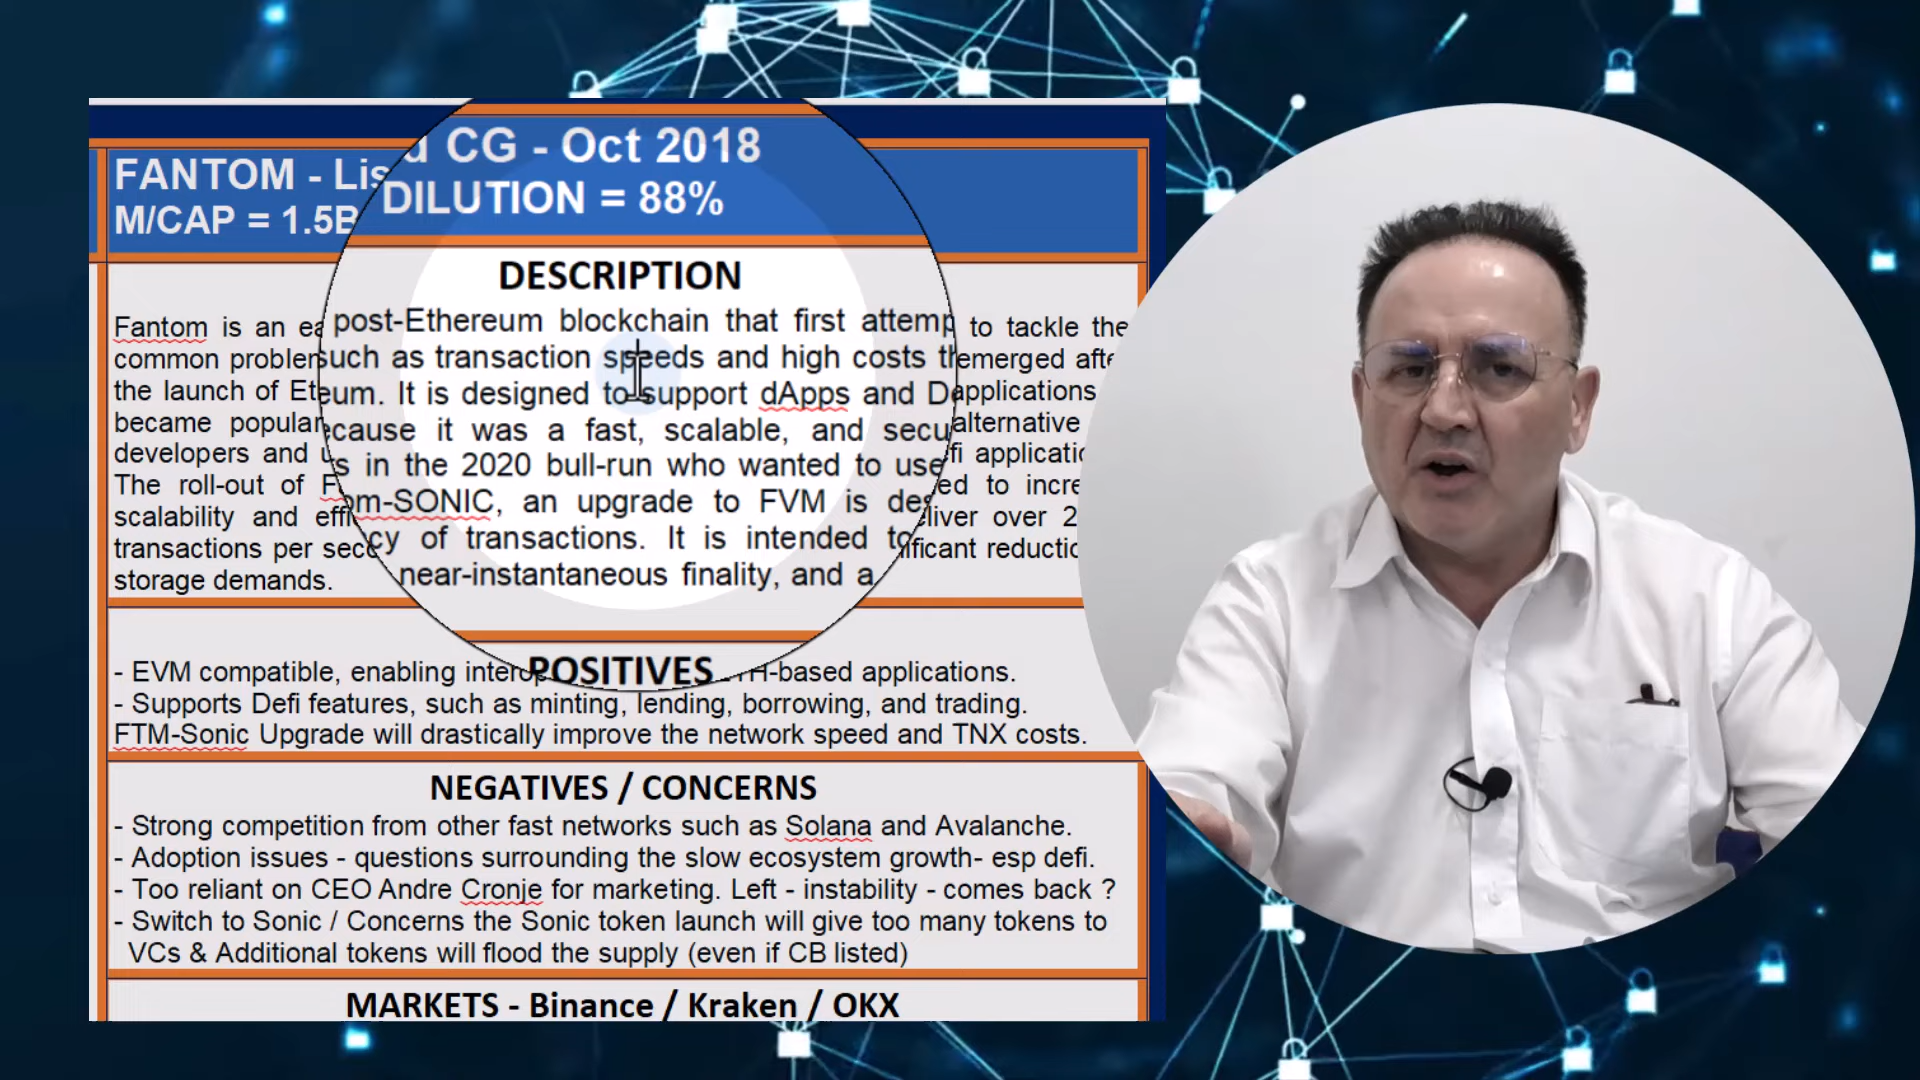 FANTOM - Lis d CG - Oct 2018
M/CAP = 1.5B DILUTION = 88%
DESCRIPTION
Fantom is an ea post-Ethereum blockchain that first attemp to tackle the
common problem such as transaction speeds and high costs th emerged afte
the launch of Et eum. It is designed to support dApps and De applications
became popular ecause it was a fast, scalable, and secu alternative
developers and u s in the 2020 bull-run who wanted to use fi applicatio
The roll-out of F om-SONIC, an upgrade to FVM is des ed to incre
scalability and effi cy of transactions. It is intended to eliver over 2
transactions per sec near-instantaneous finality, and a ificant reductio
storage demands.
POSITIVES
- EVM compatible, enabling interop H-based applications.
- Supports Defi features, such as minting, lending, borrowing, and trading.
FTM-Sonic Upgrade will drastically improve the network speed and TNX costs.
NEGATIVES / CONCERNS
- Strong competition from other fast networks such as Solana and Avalanche.
- Adoption issues - questions surrounding the slow ecosystem growth- esp defi.
- Too reliant on CEO Andre Cronje for marketing. Left - instability - comes back ?
- Switch to Sonic / Concerns the Sonic token launch will give too many tokens to
VCs & Additional tokens will flood the supply (even if CB listed)
MARKETS - Binance / Kraken / OKX